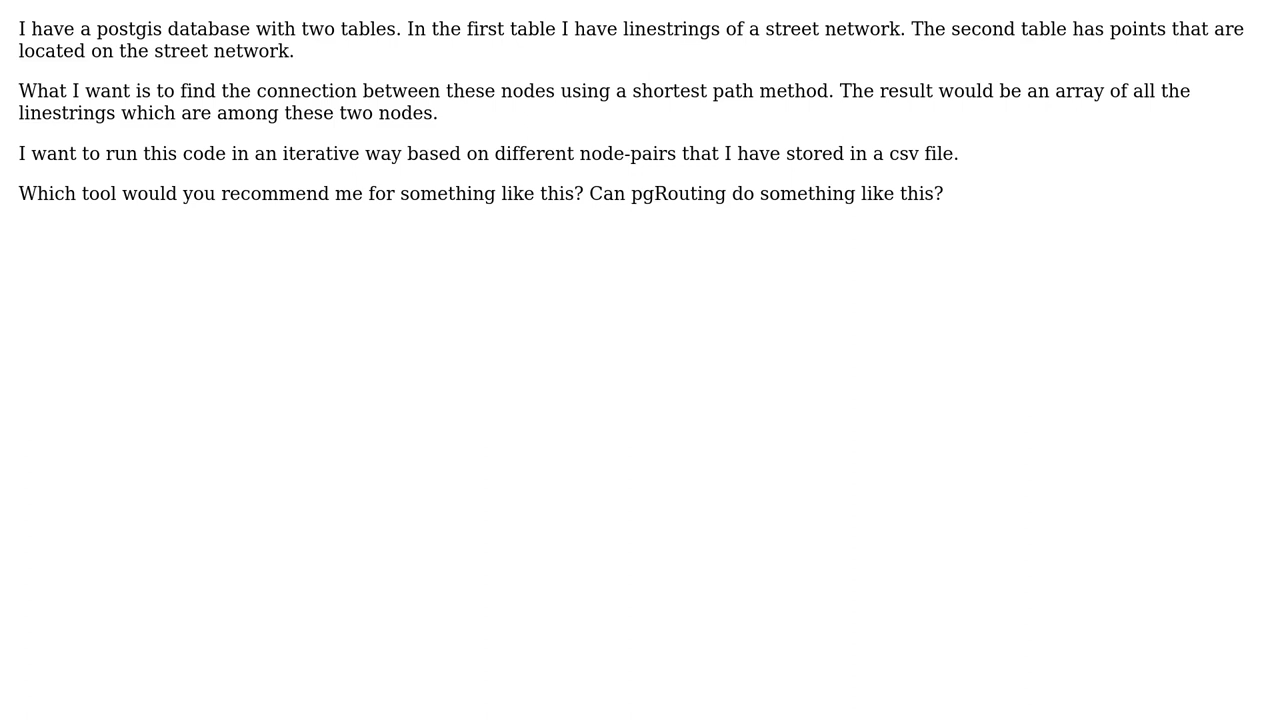 I have a postgis database with two tables. In the first table I have linestrings of a street network. The second table has points that are
located on the street network.
What I want is to find the connection between these nodes using a shortest path method. The result would be an array of all the
linestrings which are among these two nodes.
I want to run this code in an iterative way based on different node-pairs that I have stored in a csv file.
Which tool would you recommend me for something like this? Can pgRouting do something like this?